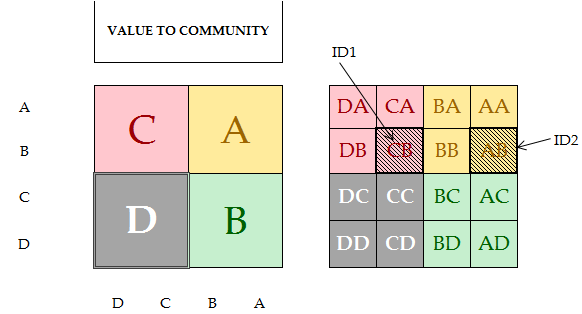 VALUE TO COMMUNITY
ID1
A
B
C
D
C A
D B
D C B A
DA CA BA AA
DB CB BB AB
DC CC BC AC
DD CD BD AD
ID2